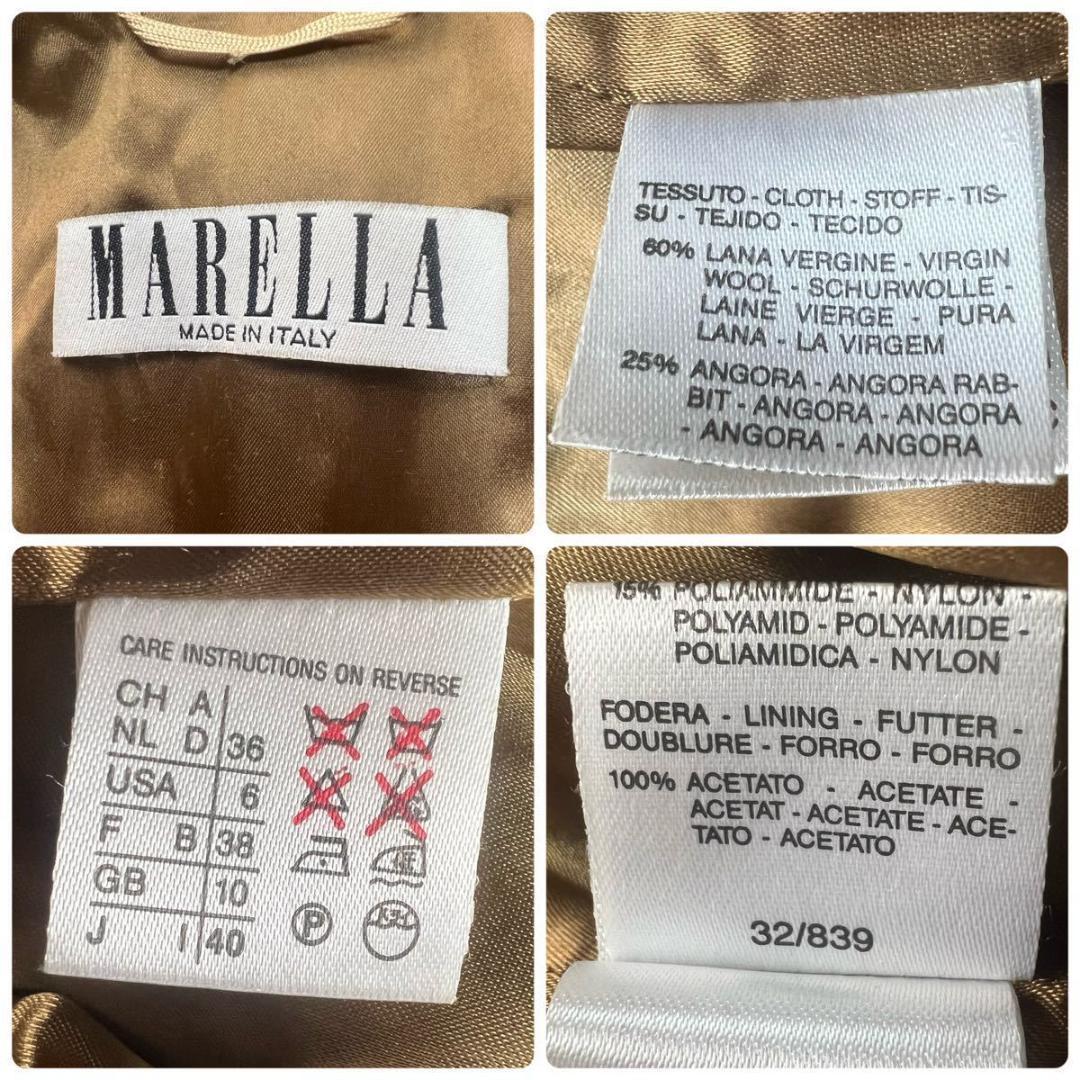 MARELLA
MADE IN ITALY
TESSUTO - CLOTH - STOFF - TIS-
SU - TEJIDO - TECIDO
60% LANA VERGINE - VIRGIN
WOOL - SCHURWOLLE -
LAINE VIERGE - PURA
LANA - LA VIRGEM
25% ANGORA - ANGORA RAB-
BIT - ANGORA - ANGORA
- ANGORA - ANGORA
CARE INSTRUCTIONS ON REVERSE
CH A
NL D 36
USA 6
F B 38
GB 10
J I 40
P
15% POLIAMMIDE - NYLON -
POLYAMID - POLYAMIDE -
POLIAMIDICA - NYLON
FODERA - LINING - FUTTER -
DOUBLURE - FORRO - FORRO
100% ACETATO - ACETATE -
ACETAT - ACETATE - ACE-
TATO - ACETATO
32/839